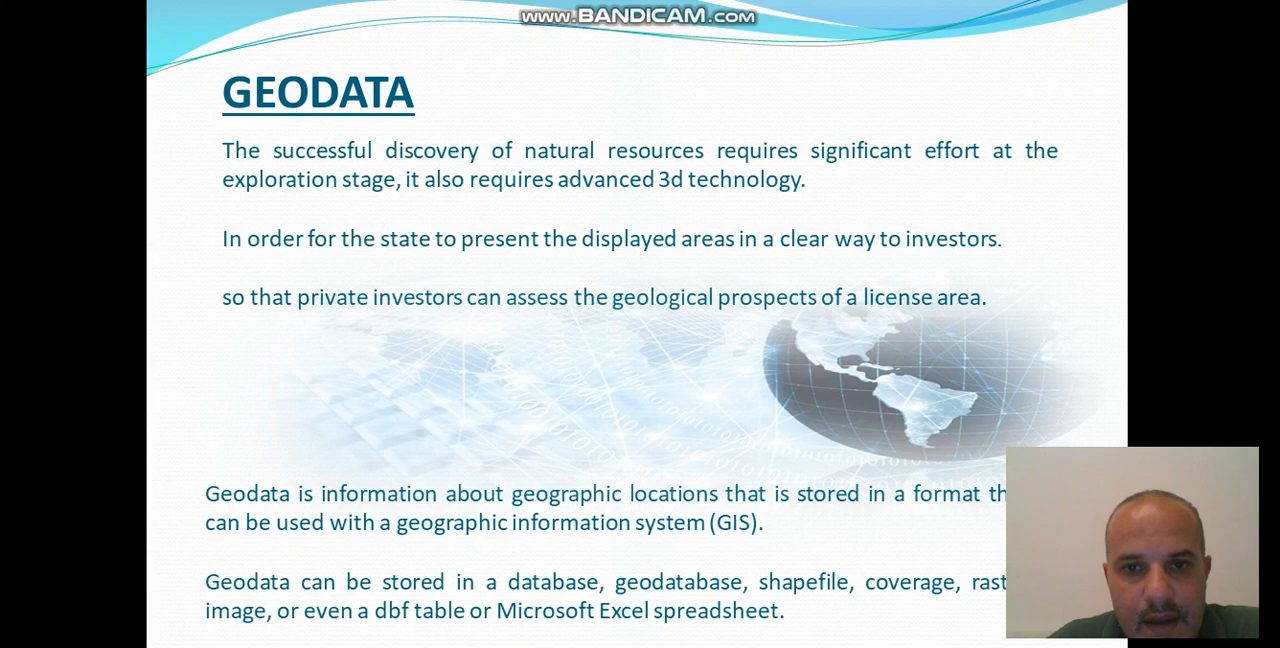 www.BANDICAM.com
GEODATA
The successful discovery of natural resources requires significant effort at the
exploration stage, it also requires advanced 3d technology.
In order for the state to present the displayed areas in a clear way to investors.
so that private investors can assess the geological prospects of a license area.
Geodata is information about geographic locations that is stored in a format th
can be used with a geographic information system (GIS).
Geodata can be stored in a database, geodatabase, shapefile, coverage, rast
image, or even a dbf table or Microsoft Excel spreadsheet.